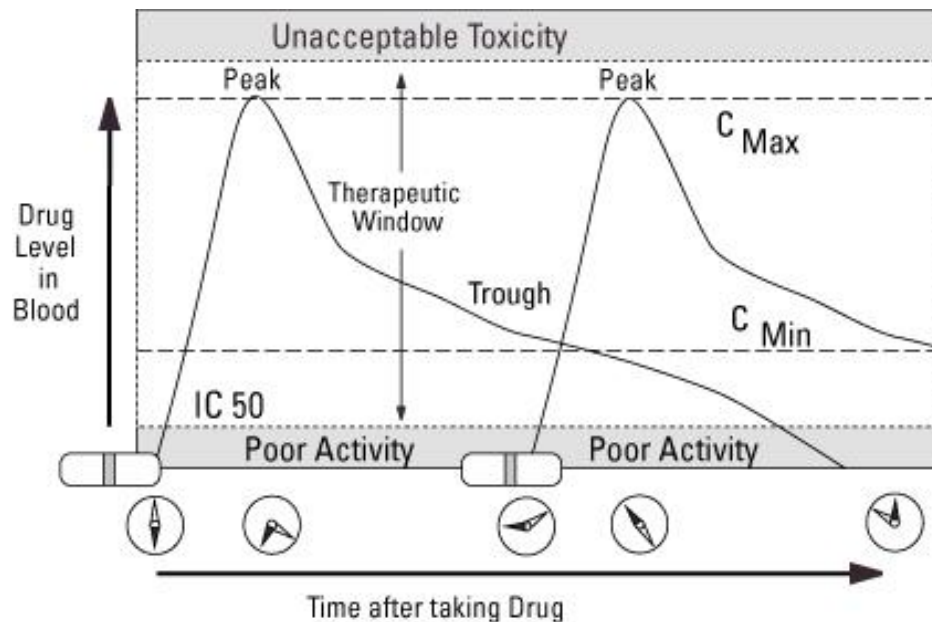 Unacceptable Toxicity
Peak
Peak
C Max
Therapeutic
Window
Drug
Level
in
Blood
Trough
C Min
IC 50
Poor Activity
Poor Activity
Time after taking Drug